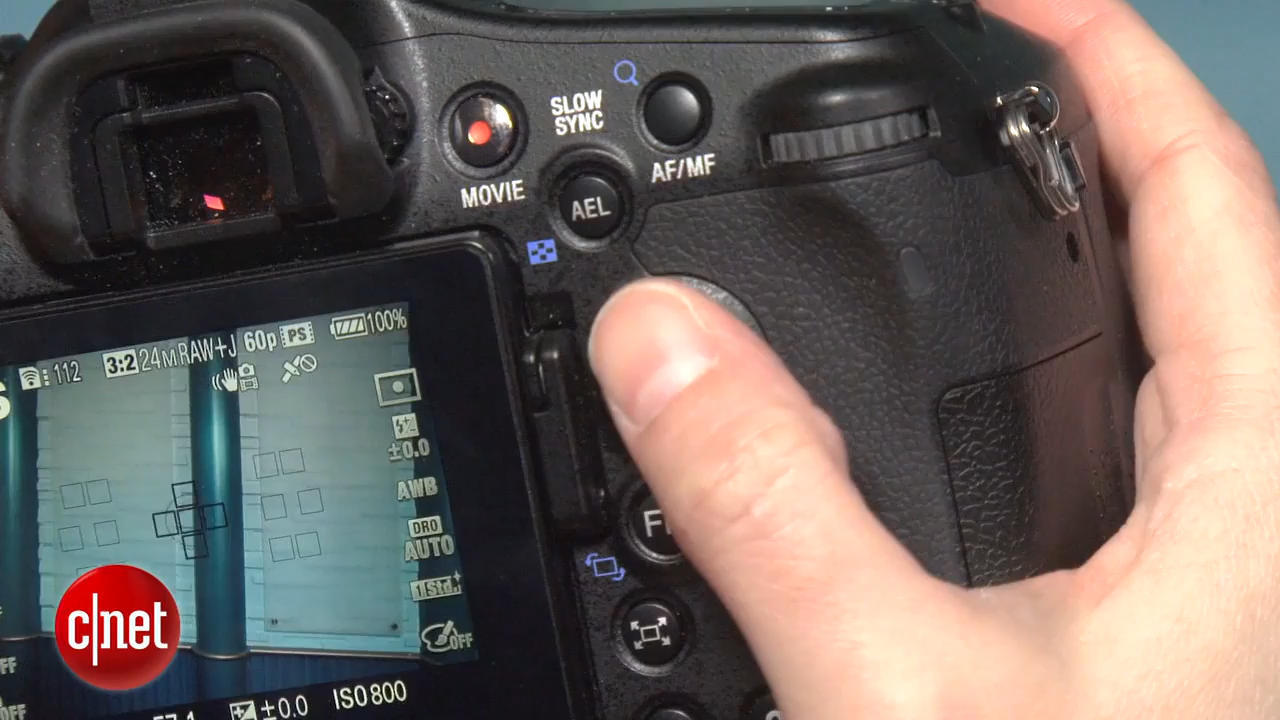 SLOW
SYNC
MOVIE
AF/MF
AEL
112 3:2 24M RAW+J 60p PS 100%
±0.0
AWB
DRO
AUTO
1Std.
OFF
±0.0 ISO800
c|net